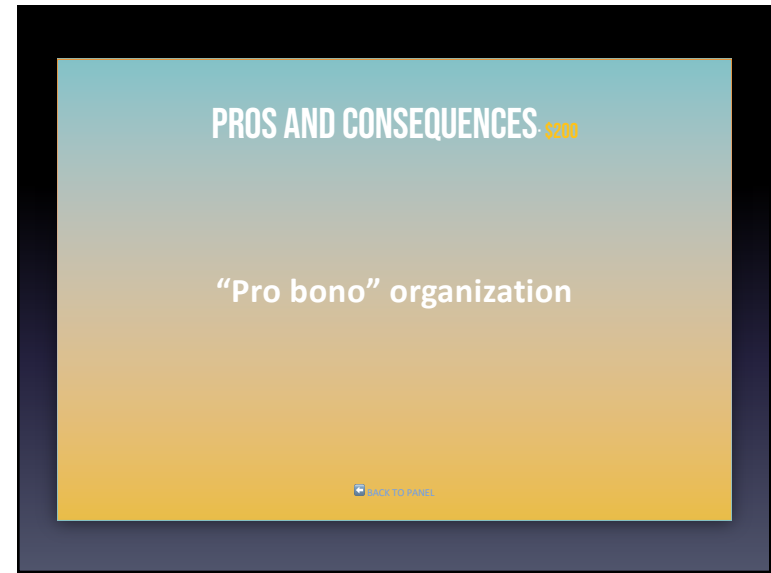 PROS AND CONSEQUENCES- $200
“Pro bono” organization
BACK TO PANEL